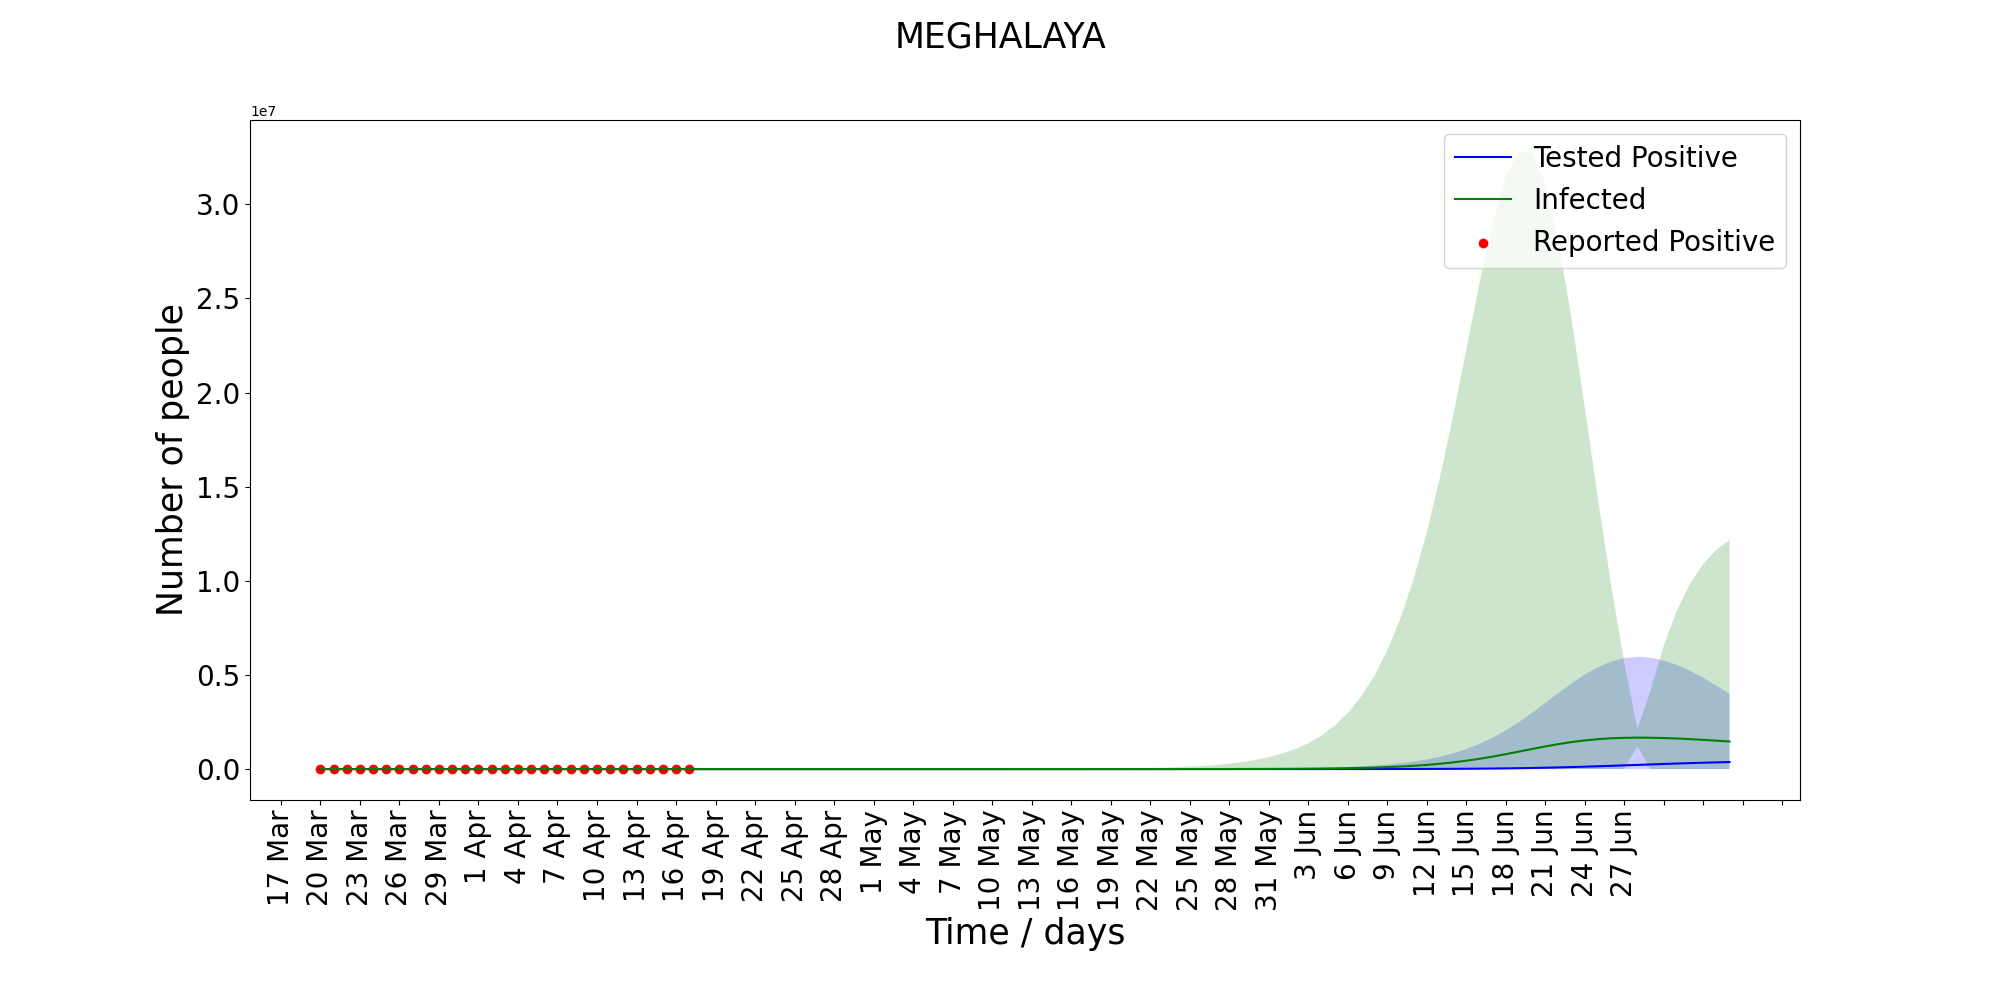 MEGHALAYA
1e7
Tested Positive
Infected
Reported Positive
3.0
2.5
2.0
1.5
1.0
0.5
0.0
Number of people
17 Mar
20 Mar
23 Mar
26 Mar
29 Mar
1 Apr
4 Apr
7 Apr
10 Apr
13 Apr
16 Apr
19 Apr
22 Apr
25 Apr
28 Apr
1 May
4 May
7 May
10 May
13 May
16 May
19 May
22 May
25 May
28 May
31 May
3 Jun
6 Jun
9 Jun
12 Jun
15 Jun
18 Jun
21 Jun
24 Jun
27 Jun
Time / days